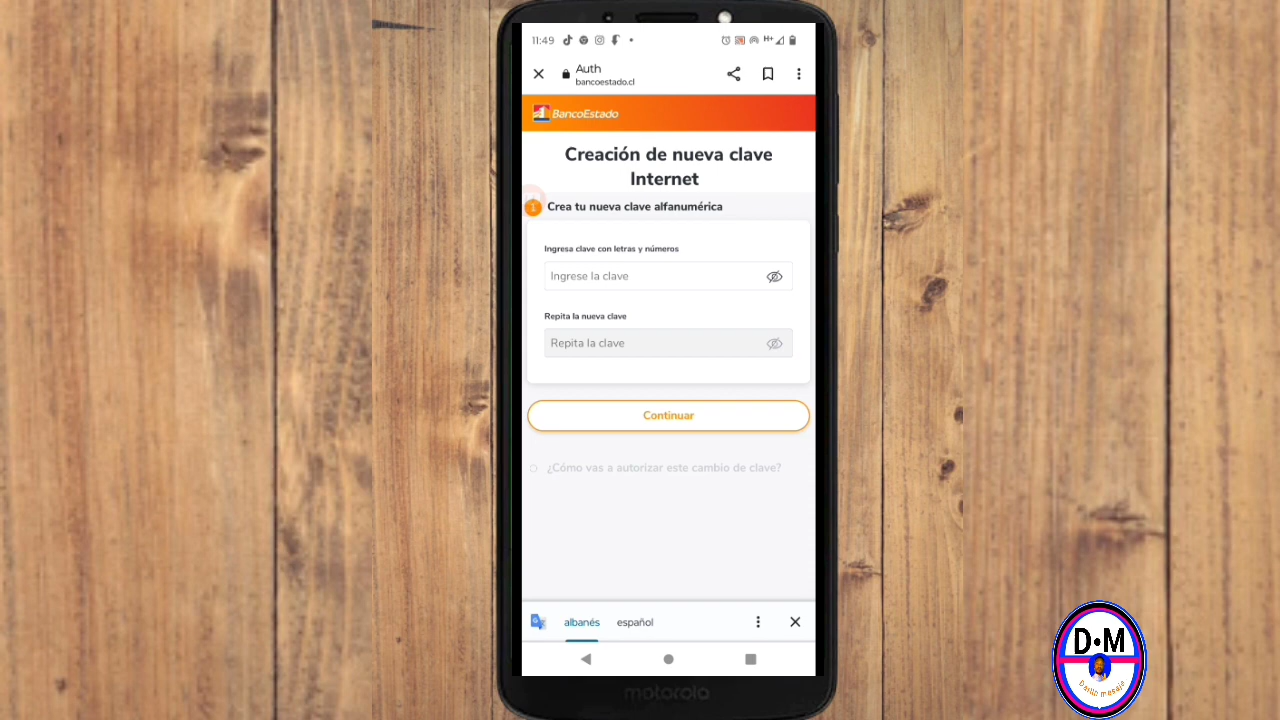 11:49
H+
Auth
bancoestado.cl
BancoEstado
Creación de nueva clave
Internet
1 Crea tu nueva clave alfanumérica
Ingresa clave con letras y números
Ingrese la clave
Repita la nueva clave
Repita la clave
Continuar
¿Cómo vas a autorizar este cambio de clave?
albanés español
motorola
D•M